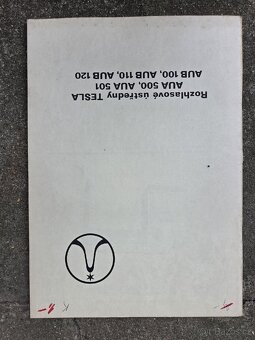 Rozhlasové ústředny TESLA
AUA 500, AUA 501
AUB 100, AUB 110, AUB 120